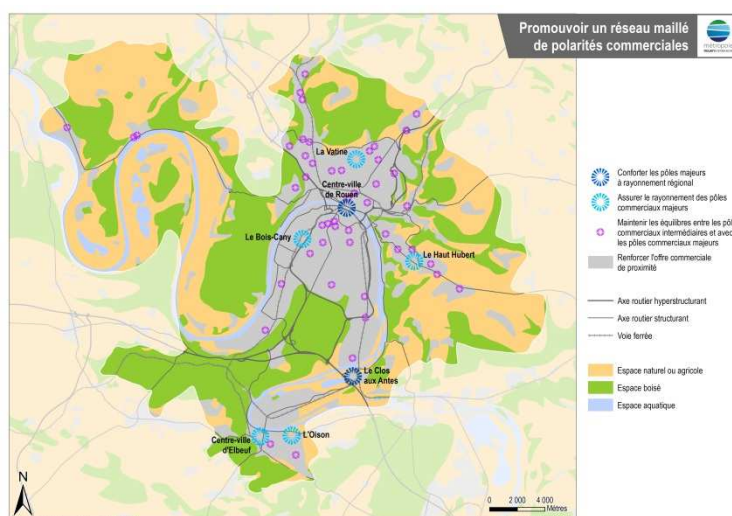 Promouvoir un réseau maillé
de polarités commerciales
métropole
La Vatine
Centre-ville
de Rouen
Le Bois-Cany
Le Haut Hubert
Le Clos
aux Antes
Centre-ville
d'Elbeuf
L'Oison
Conforter les pôles majeurs
à rayonnement régional
Assurer le rayonnement des pôles
commerciaux majeurs
Maintenir les équilibres entre les pôl
commerciaux intermédiaires et avec
les pôles commerciaux majeurs
Renforcer l'offre commerciale
de proximité
Axe routier hyperstructurant
Axe routier structurant
Voie ferrée
Espace naturel ou agricole
Espace boisé
Espace aquatique
N
0 2 000 4 000
Mètres